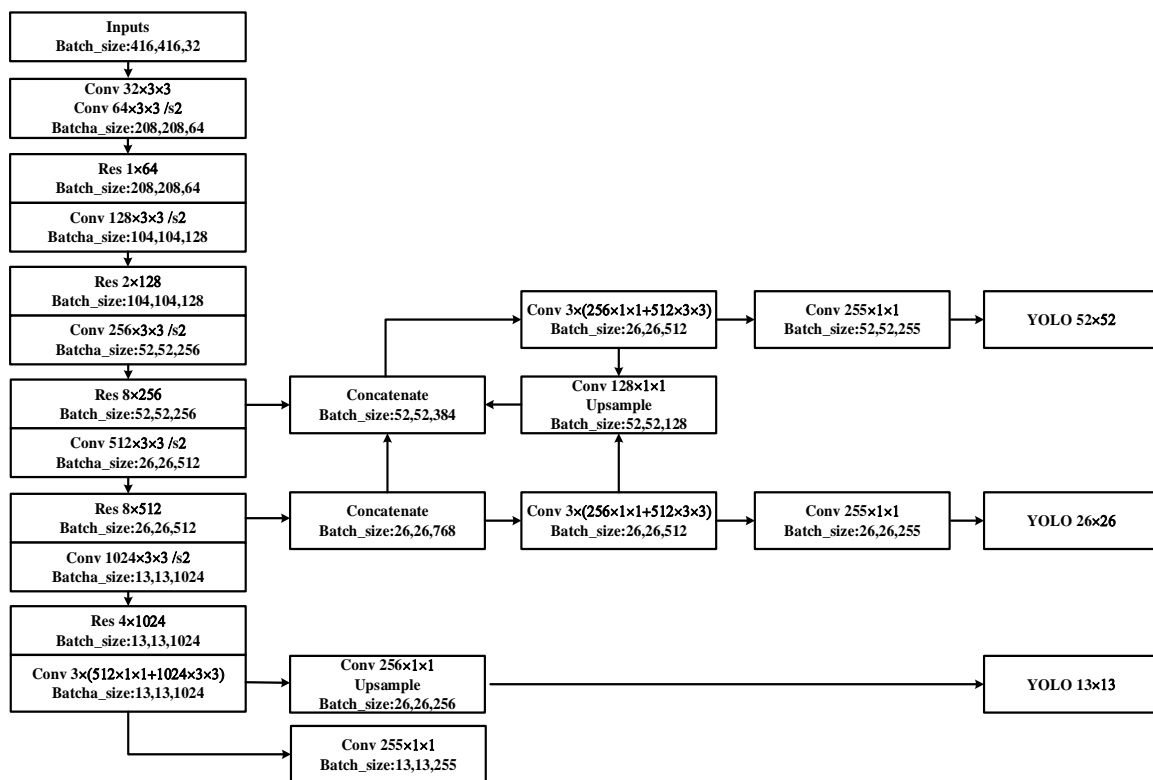 Inputs
Batch_size:416,416,32
Conv 32×3×3
Conv 64×3×3 /s2
Batcha_size:208,208,64
Res 1×64
Batch_size:208,208,64
Conv 128×3×3 /s2
Batcha_size:104,104,128
Res 2×128
Batch_size:104,104,128
Conv 256×3×3 /s2
Batcha_size:52,52,256
Res 8×256
Batch_size:52,52,256
Conv 512×3×3 /s2
Batcha_size:26,26,512
Res 8×512
Batch_size:26,26,512
Conv 1024×3×3 /s2
Batcha_size:13,13,1024
Res 4×1024
Batch_size:13,13,1024
Conv 3×(512×1×1+1024×3×3)
Batcha_size:13,13,1024
Concatenate
Batch_size:52,52,384
Concatenate
Batch_size:26,26,768
Conv 256×1×1
Upsample
Batch_size:26,26,256
Conv 255×1×1
Batch_size:13,13,255
Conv 3×(256×1×1+512×3×3)
Batch_size:26,26,512
Conv 128×1×1
Upsample
Batch_size:52,52,128
Conv 3×(256×1×1+512×3×3)
Batch_size:26,26,512
Conv 255×1×1
Batch_size:52,52,255
Conv 255×1×1
Batch_size:26,26,255
YOLO 52×52
YOLO 26×26
YOLO 13×13